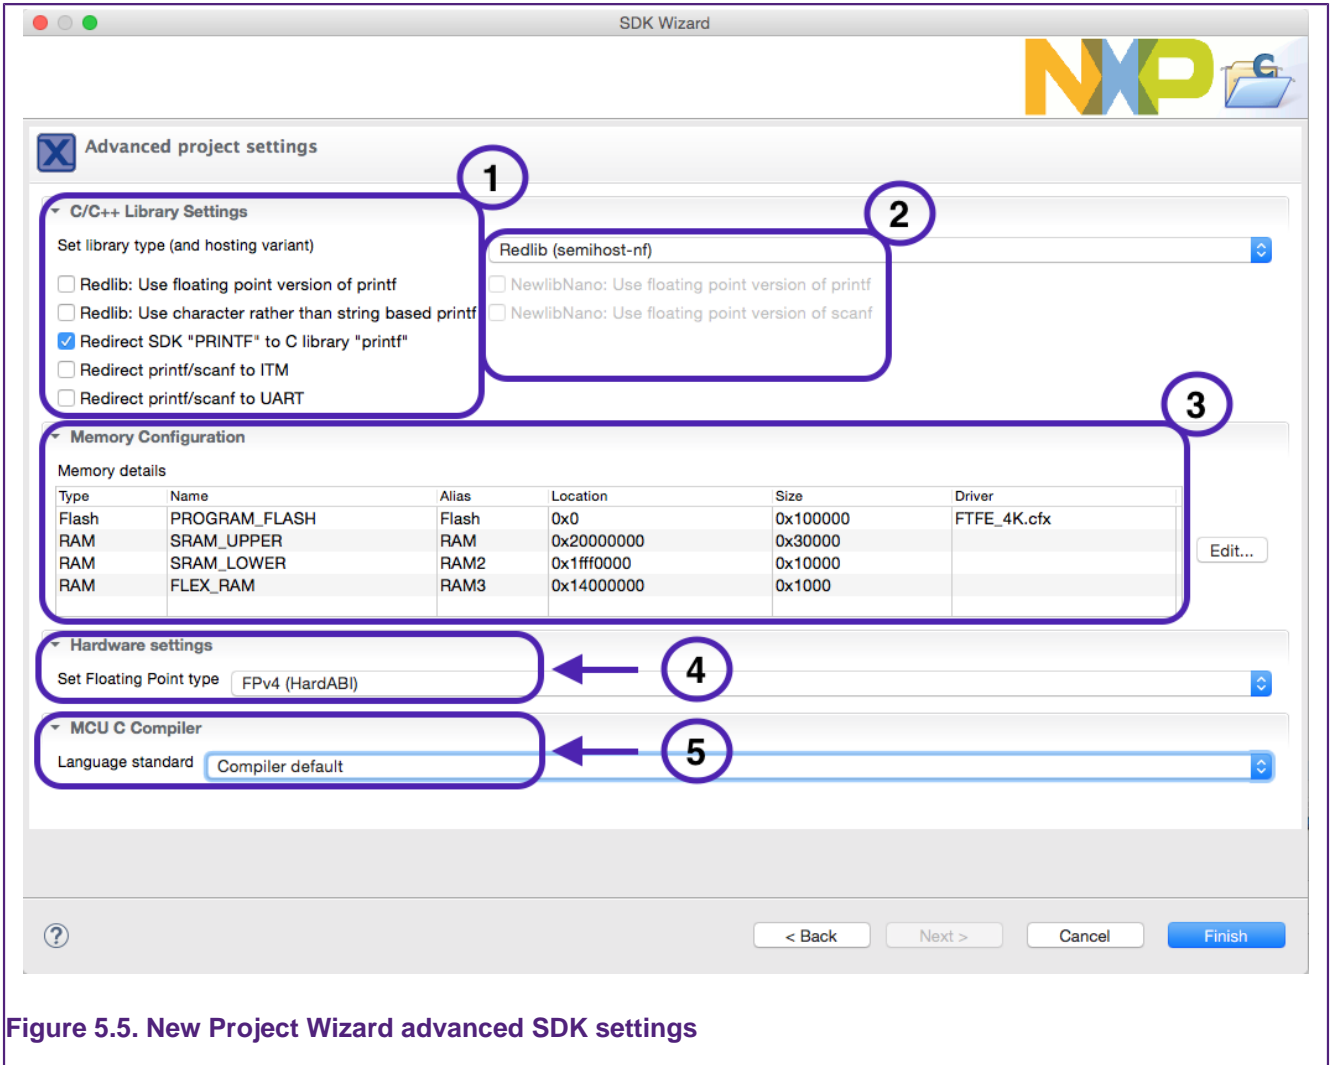 SDK Wizard
NXP
C
X Advanced project settings
1
C/C++ Library Settings
2
Set library type (and hosting variant) Redlib (semihost-nf)
Redlib: Use floating point version of printf NewlibNano: Use floating point version of printf
Redlib: Use character rather than string based printf NewlibNano: Use floating point version of scanf
Redirect SDK "PRINTF" to C library "printf"
Redirect printf/scanf to ITM
Redirect printf/scanf to UART
3
Memory Configuration
Memory details
Type Name Alias Location Size Driver
Flash PROGRAM_FLASH Flash 0x0 0x100000 FTFE_4K.cfx
RAM SRAM_UPPER RAM 0x20000000 0x30000
RAM SRAM_LOWER RAM2 0x1fff0000 0x10000
RAM FLEX_RAM RAM3 0x14000000 0x1000
Edit...
Hardware settings
4
Set Floating Point type FPv4 (HardABI)
MCU C Compiler
5
Language standard Compiler default
? < Back Next > Cancel Finish
Figure 5.5. New Project Wizard advanced SDK settings